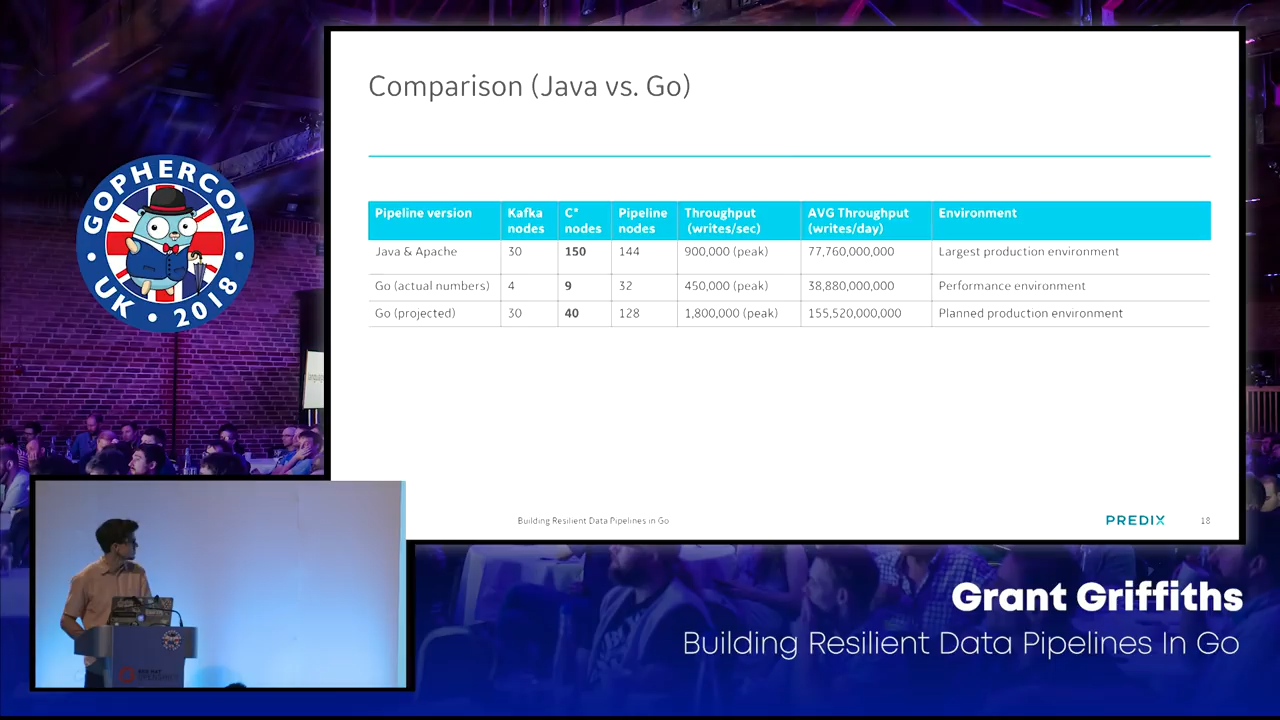 Comparison (Java vs. Go)
Pipeline version Kafka nodes C* nodes Pipeline nodes Throughput (writes/sec) AVG Throughput (writes/day) Environment
Java & Apache 30 150 144 900,000 (peak) 77,760,000,000 Largest production environment
Go (actual numbers) 4 9 32 450,000 (peak) 38,880,000,000 Performance environment
Go (projected) 30 40 128 1,800,000 (peak) 155,520,000,000 Planned production environment
Building Resilient Data Pipelines in Go
PREDIX
18
GOPHERCON
UK • 2018
Grant Griffiths
Building Resilient Data Pipelines In Go